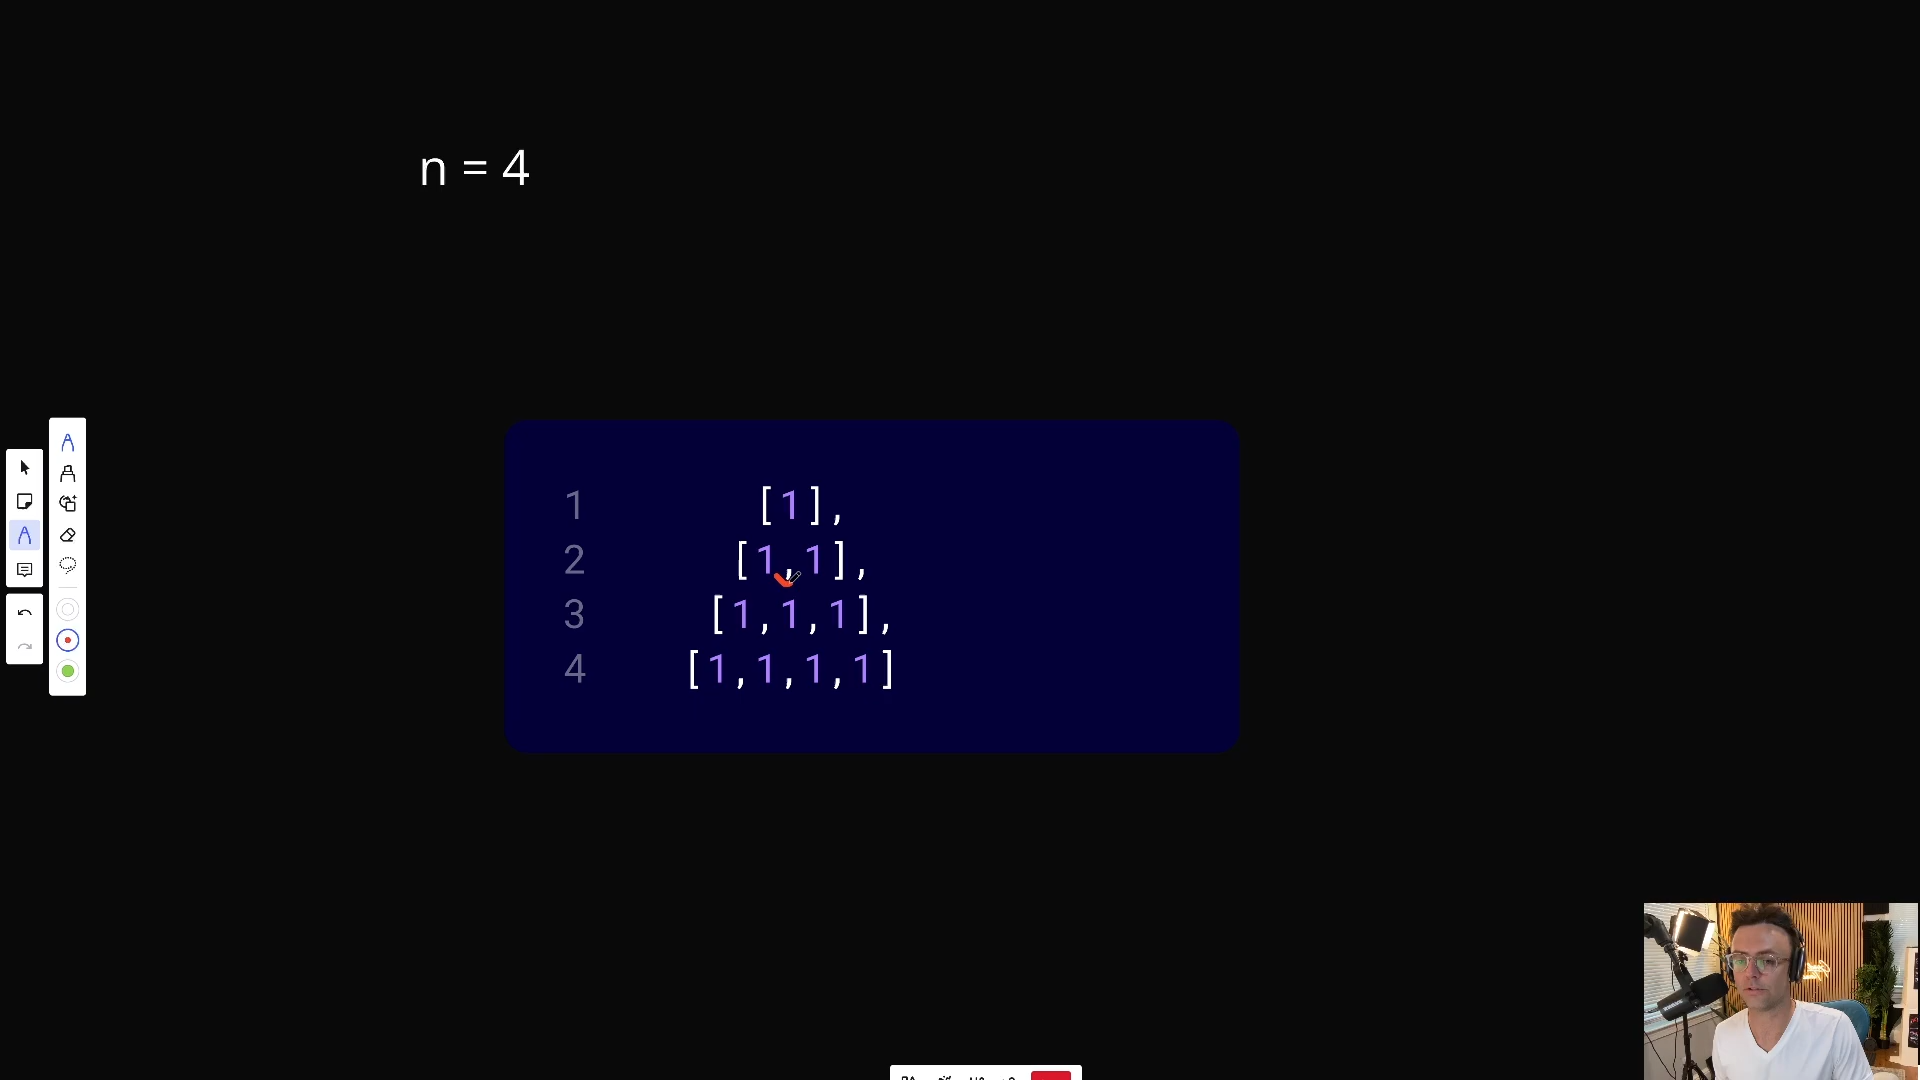 n = 4
1 [1],
2 [1,1],
3 [1,1,1],
4 [1,1,1,1]